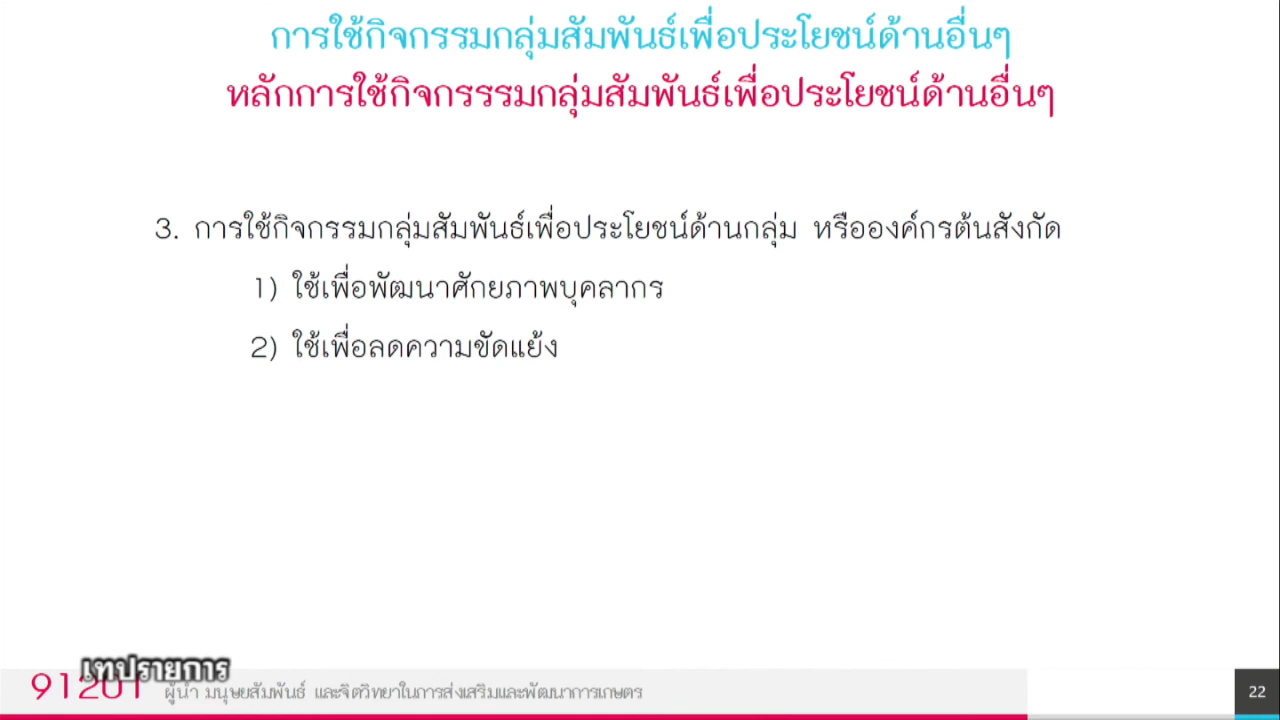 การใช้กิจกรรมกลุ่มสัมพันธ์เพื่อประโยชน์ด้านอื่นๆ
หลักการใช้กิจกรรรมกลุ่มสัมพันธ์เพื่อประโยชน์ด้านอื่นๆ
3. การใช้กิจกรรมกลุ่มสัมพันธ์เพื่อประโยชน์ด้านกลุ่ม หรือองค์กรต้นสังกัด
1) ใช้เพื่อพัฒนาศักยภาพบุคลากร
2) ใช้เพื่อลดความขัดแย้ง
เทปรายการ
91201 ผู้นำ มนุษยสัมพันธ์ และจิตวิทยาในการส่งเสริมและพัฒนาการเกษตร
22